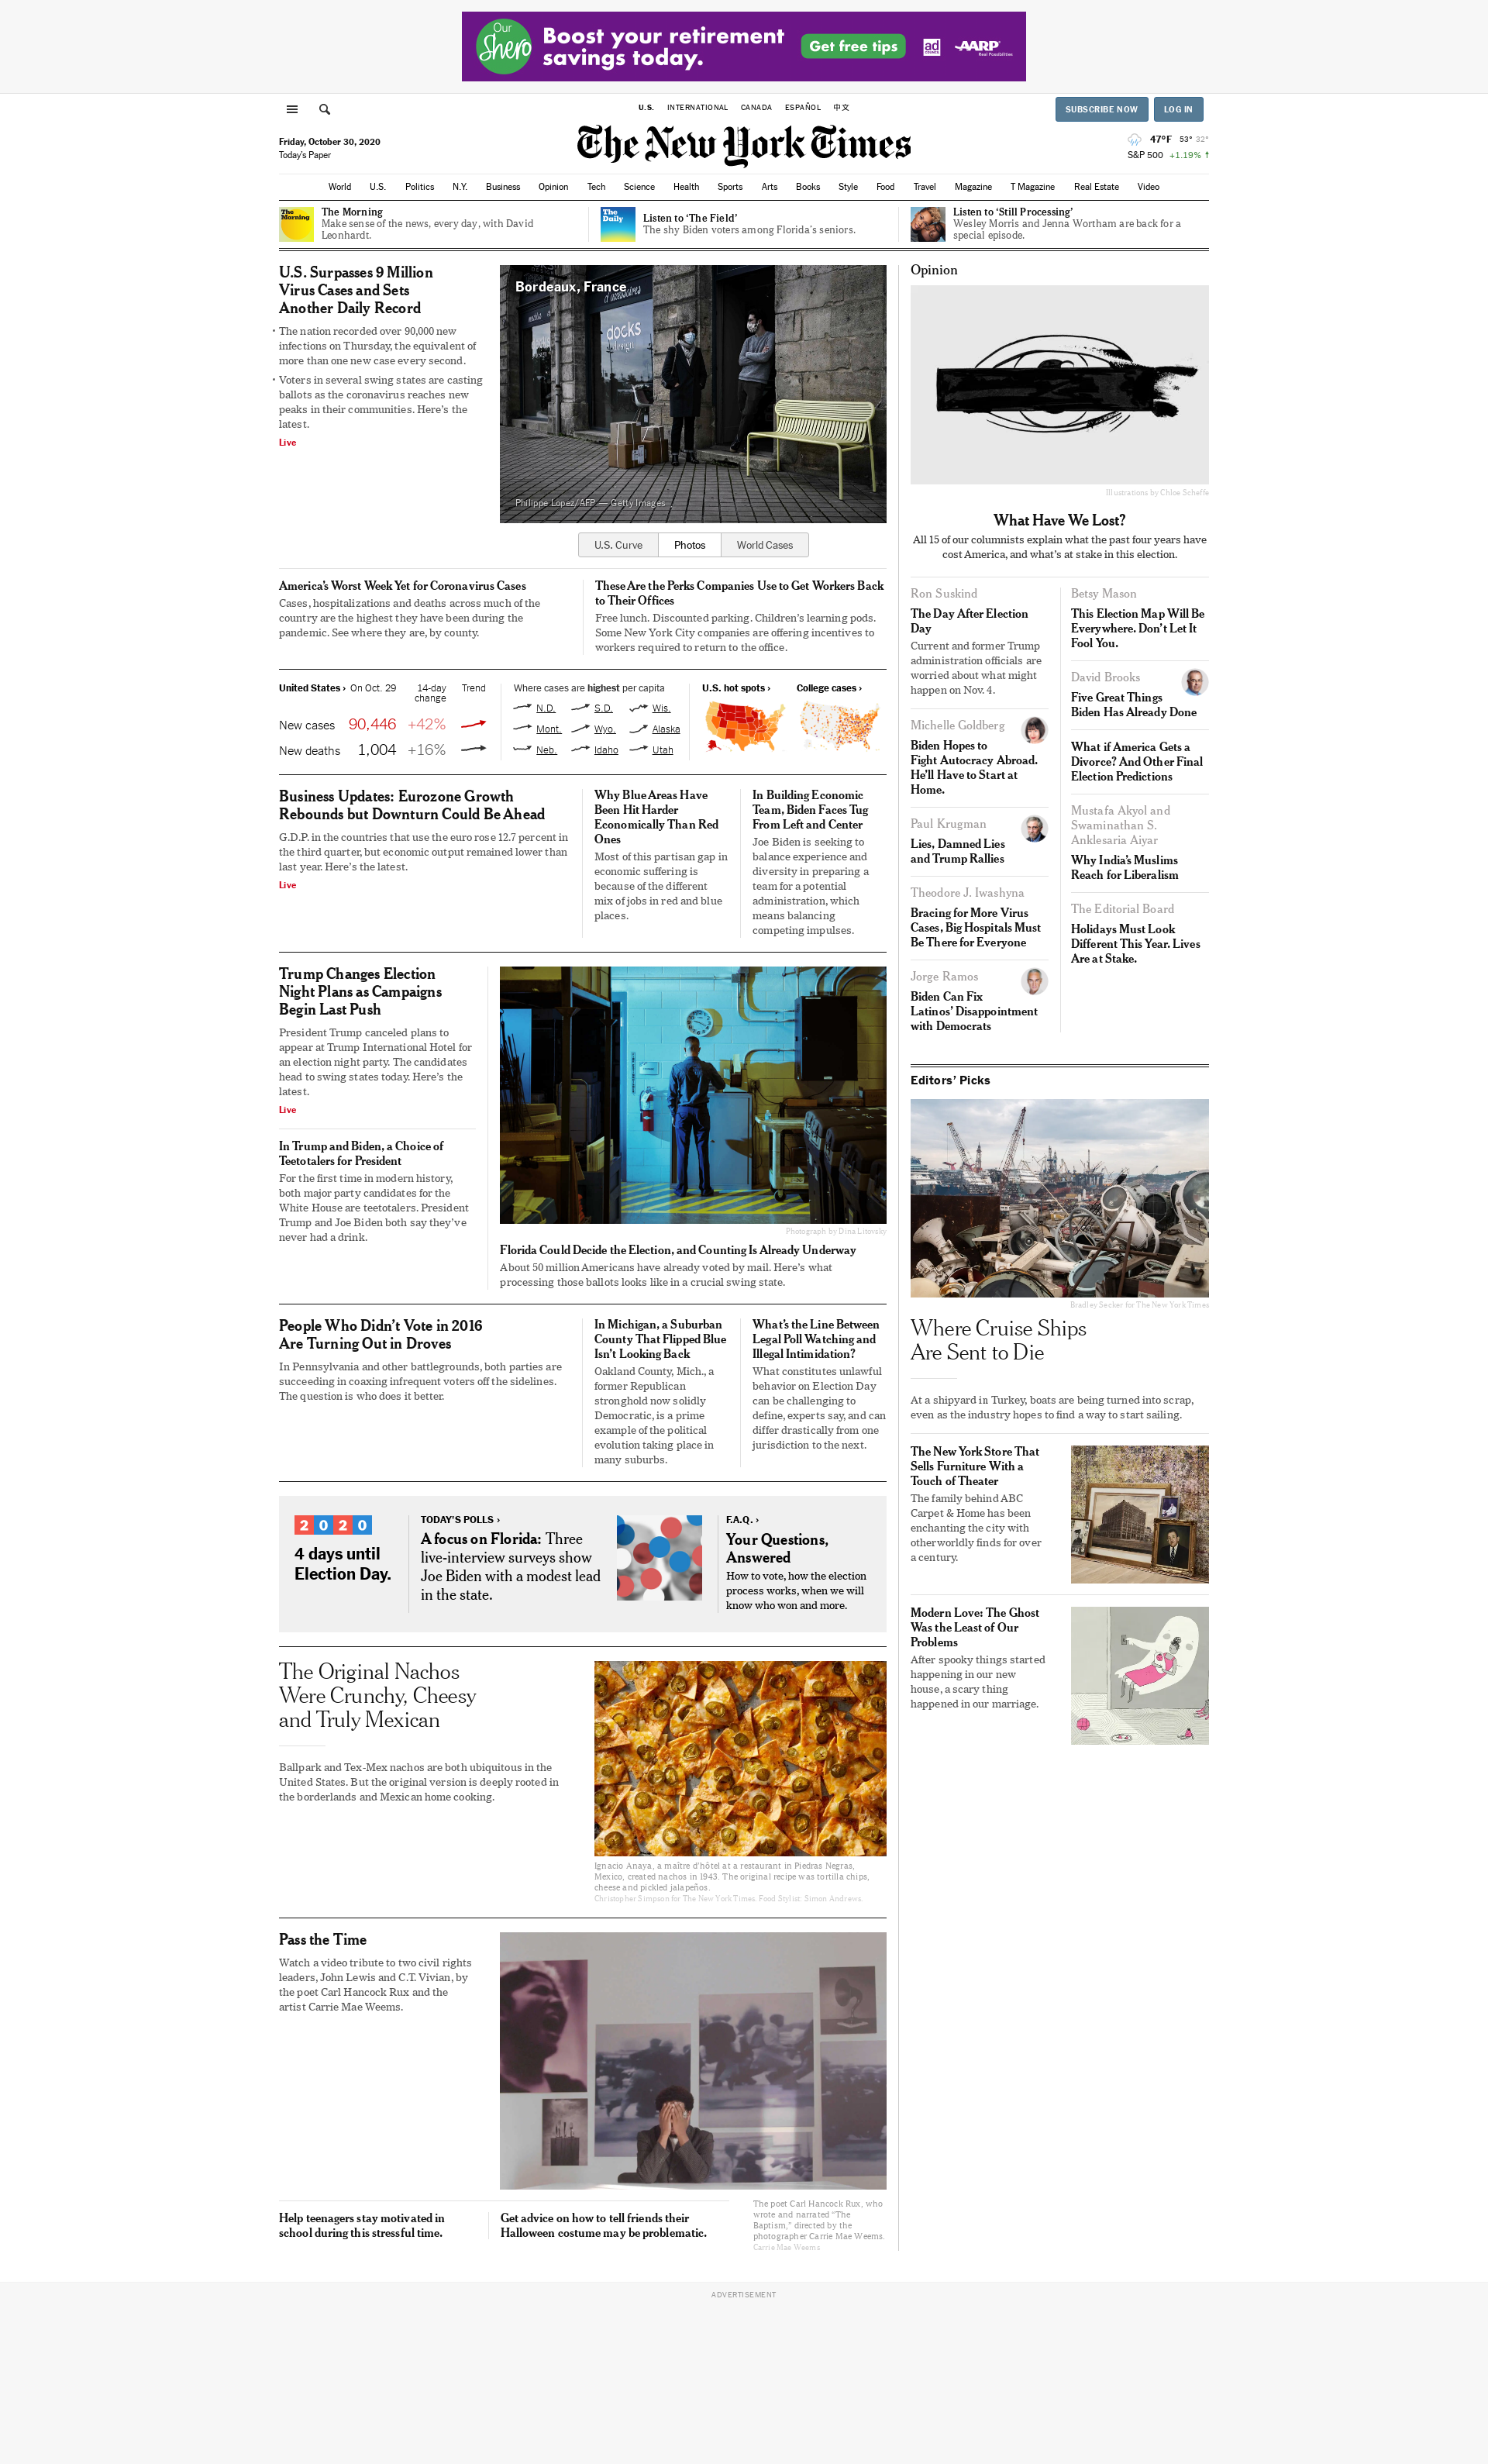 Our
Shero
Boost your retirement
savings today.
Get free tips
ad
AARP
Real Possibilities
U.S. INTERNATIONAL CANADA ESPAÑOL 中文
SUBSCRIBE NOW LOG IN
Friday, October 30, 2020
Today's Paper
The New York Times
47°F 53° 32°
S&P 500 +1.19% ↑
World U.S. Politics N.Y. Business Opinion Tech Science Health Sports Arts Books Style Food Travel Magazine T Magazine Real Estate Video
The Morning
The Morning
Make sense of the news, every day, with David
Leonhardt.
The Daily
Listen to ‘The Field’
The shy Biden voters among Florida’s seniors.
Listen to ‘Still Processing’
Wesley Morris and Jenna Wortham are back for a
special episode.
U.S. Surpasses 9 Million
Virus Cases and Sets
Another Daily Record
• The nation recorded over 90,000 new
infections on Thursday, the equivalent of
more than one new case every second.
• Voters in several swing states are casting
ballots as the coronavirus reaches new
peaks in their communities. Here’s the
latest.
Live
Bordeaux, France
docks
design
Philippe Lopez/AFP — Getty Images
U.S. Curve Photos World Cases
America’s Worst Week Yet for Coronavirus Cases
Cases, hospitalizations and deaths across much of the
country are the highest they have been during the
pandemic. See where they are, by county.
These Are the Perks Companies Use to Get Workers Back
to Their Offices
Free lunch. Discounted parking. Children’s learning pods.
Some New York City companies are offering incentives to
workers required to return to the office.
United States › On Oct. 29 14-day
change Trend
New cases 90,446 +42%
New deaths 1,004 +16%
Where cases are highest per capita
N.D. S.D. Wis.
Mont. Wyo. Alaska
Neb. Idaho Utah
U.S. hot spots ›
College cases ›
Business Updates: Eurozone Growth
Rebounds but Downturn Could Be Ahead
G.D.P. in the countries that use the euro rose 12.7 percent in
the third quarter, but economic output remained lower than
last year. Here’s the latest.
Live
Why Blue Areas Have
Been Hit Harder
Economically Than Red
Ones
Most of this partisan gap in
economic suffering is
because of the different
mix of jobs in red and blue
places.
In Building Economic
Team, Biden Faces Tug
From Left and Center
Joe Biden is seeking to
balance experience and
diversity in preparing a
team for a potential
administration, which
means balancing
competing impulses.
Trump Changes Election
Night Plans as Campaigns
Begin Last Push
President Trump canceled plans to
appear at Trump International Hotel for
an election night party. The candidates
head to swing states today. Here’s the
latest.
Live
In Trump and Biden, a Choice of
Teetotalers for President
For the first time in modern history,
both major party candidates for the
White House are teetotalers. President
Trump and Joe Biden both say they’ve
never had a drink.
Photograph by Dina Litovsky
Florida Could Decide the Election, and Counting Is Already Underway
About 50 million Americans have already voted by mail. Here’s what
processing those ballots looks like in a crucial swing state.
People Who Didn’t Vote in 2016
Are Turning Out in Droves
In Pennsylvania and other battlegrounds, both parties are
succeeding in coaxing infrequent voters off the sidelines.
The question is who does it better.
In Michigan, a Suburban
County That Flipped Blue
Isn’t Looking Back
Oakland County, Mich., a
former Republican
stronghold now solidly
Democratic, is a prime
example of the political
evolution taking place in
many suburbs.
What’s the Line Between
Legal Poll Watching and
Illegal Intimidation?
What constitutes unlawful
behavior on Election Day
can be challenging to
define, experts say, and can
differ drastically from one
jurisdiction to the next.
2020
4 days until
Election Day.
TODAY’S POLLS ›
A focus on Florida: Three
live-interview surveys show
Joe Biden with a modest lead
in the state.
F.A.Q. ›
Your Questions,
Answered
How to vote, how the election
process works, when we will
know who won and more.
The Original Nachos
Were Crunchy, Cheesy
and Truly Mexican
Ballpark and Tex-Mex nachos are both ubiquitous in the
United States. But the original version is deeply rooted in
the borderlands and Mexican home cooking.
Ignacio Anaya, a maître d’hôtel at a restaurant in Piedras Negras,
Mexico, created nachos in 1943. The original recipe was tortilla chips,
cheese and pickled jalapeños.
Christopher Simpson for The New York Times. Food Stylist: Simon Andrews.
Pass the Time
Watch a video tribute to two civil rights
leaders, John Lewis and C.T. Vivian, by
the poet Carl Hancock Rux and the
artist Carrie Mae Weems.
Help teenagers stay motivated in
school during this stressful time.
Get advice on how to tell friends their
Halloween costume may be problematic.
The poet Carl Hancock Rux, who
wrote and narrated “The
Baptism,” directed by the
photographer Carrie Mae Weems.
Carrie Mae Weems
Opinion
Illustrations by Chloe Scheffe
What Have We Lost?
All 15 of our columnists explain what the past four years have
cost America, and what’s at stake in this election.
Ron Suskind
The Day After Election
Day
Current and former Trump
administration officials are
worried about what might
happen on Nov. 4.
Michelle Goldberg
Biden Hopes to
Fight Autocracy Abroad.
He’ll Have to Start at
Home.
Paul Krugman
Lies, Damned Lies
and Trump Rallies
Theodore J. Iwashyna
Bracing for More Virus
Cases, Big Hospitals Must
Be There for Everyone
Jorge Ramos
Biden Can Fix
Latinos’ Disappointment
with Democrats
Betsy Mason
This Election Map Will Be
Everywhere. Don’t Let It
Fool You.
David Brooks
Five Great Things
Biden Has Already Done
What if America Gets a
Divorce? And Other Final
Election Predictions
Mustafa Akyol and
Swaminathan S.
Anklesaria Aiyar
Why India’s Muslims
Reach for Liberalism
The Editorial Board
Holidays Must Look
Different This Year. Lives
Are at Stake.
Editors’ Picks
Bradley Secker for The New York Times
Where Cruise Ships
Are Sent to Die
At a shipyard in Turkey, boats are being turned into scrap,
even as the industry hopes to find a way to start sailing.
The New York Store That
Sells Furniture With a
Touch of Theater
The family behind ABC
Carpet & Home has been
enchanting the city with
otherworldly finds for over
a century.
Modern Love: The Ghost
Was the Least of Our
Problems
After spooky things started
happening in our new
house, a scary thing
happened in our marriage.
ADVERTISEMENT